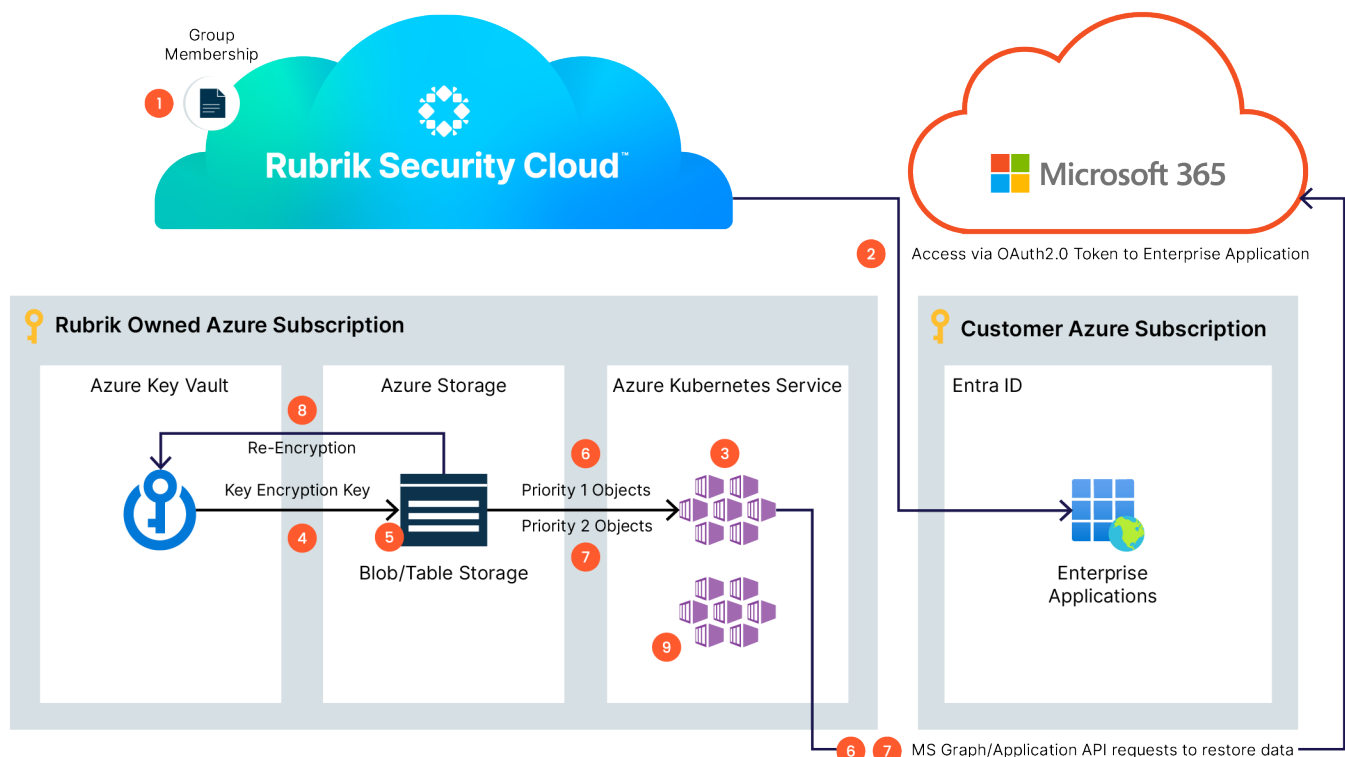 Group
Membership
1
Rubrik Security Cloud™
Microsoft 365
2
Access via OAuth2.0 Token to Enterprise Application
Rubrik Owned Azure Subscription
Customer Azure Subscription
Azure Key Vault
Azure Storage
Azure Kubernetes Service
Entra ID
8
Re-Encryption
6
3
Key Encryption Key
Priority 1 Objects
4
5
Priority 2 Objects
7
Blob/Table Storage
Enterprise
Applications
9
6
7
MS Graph/Application API requests to restore data